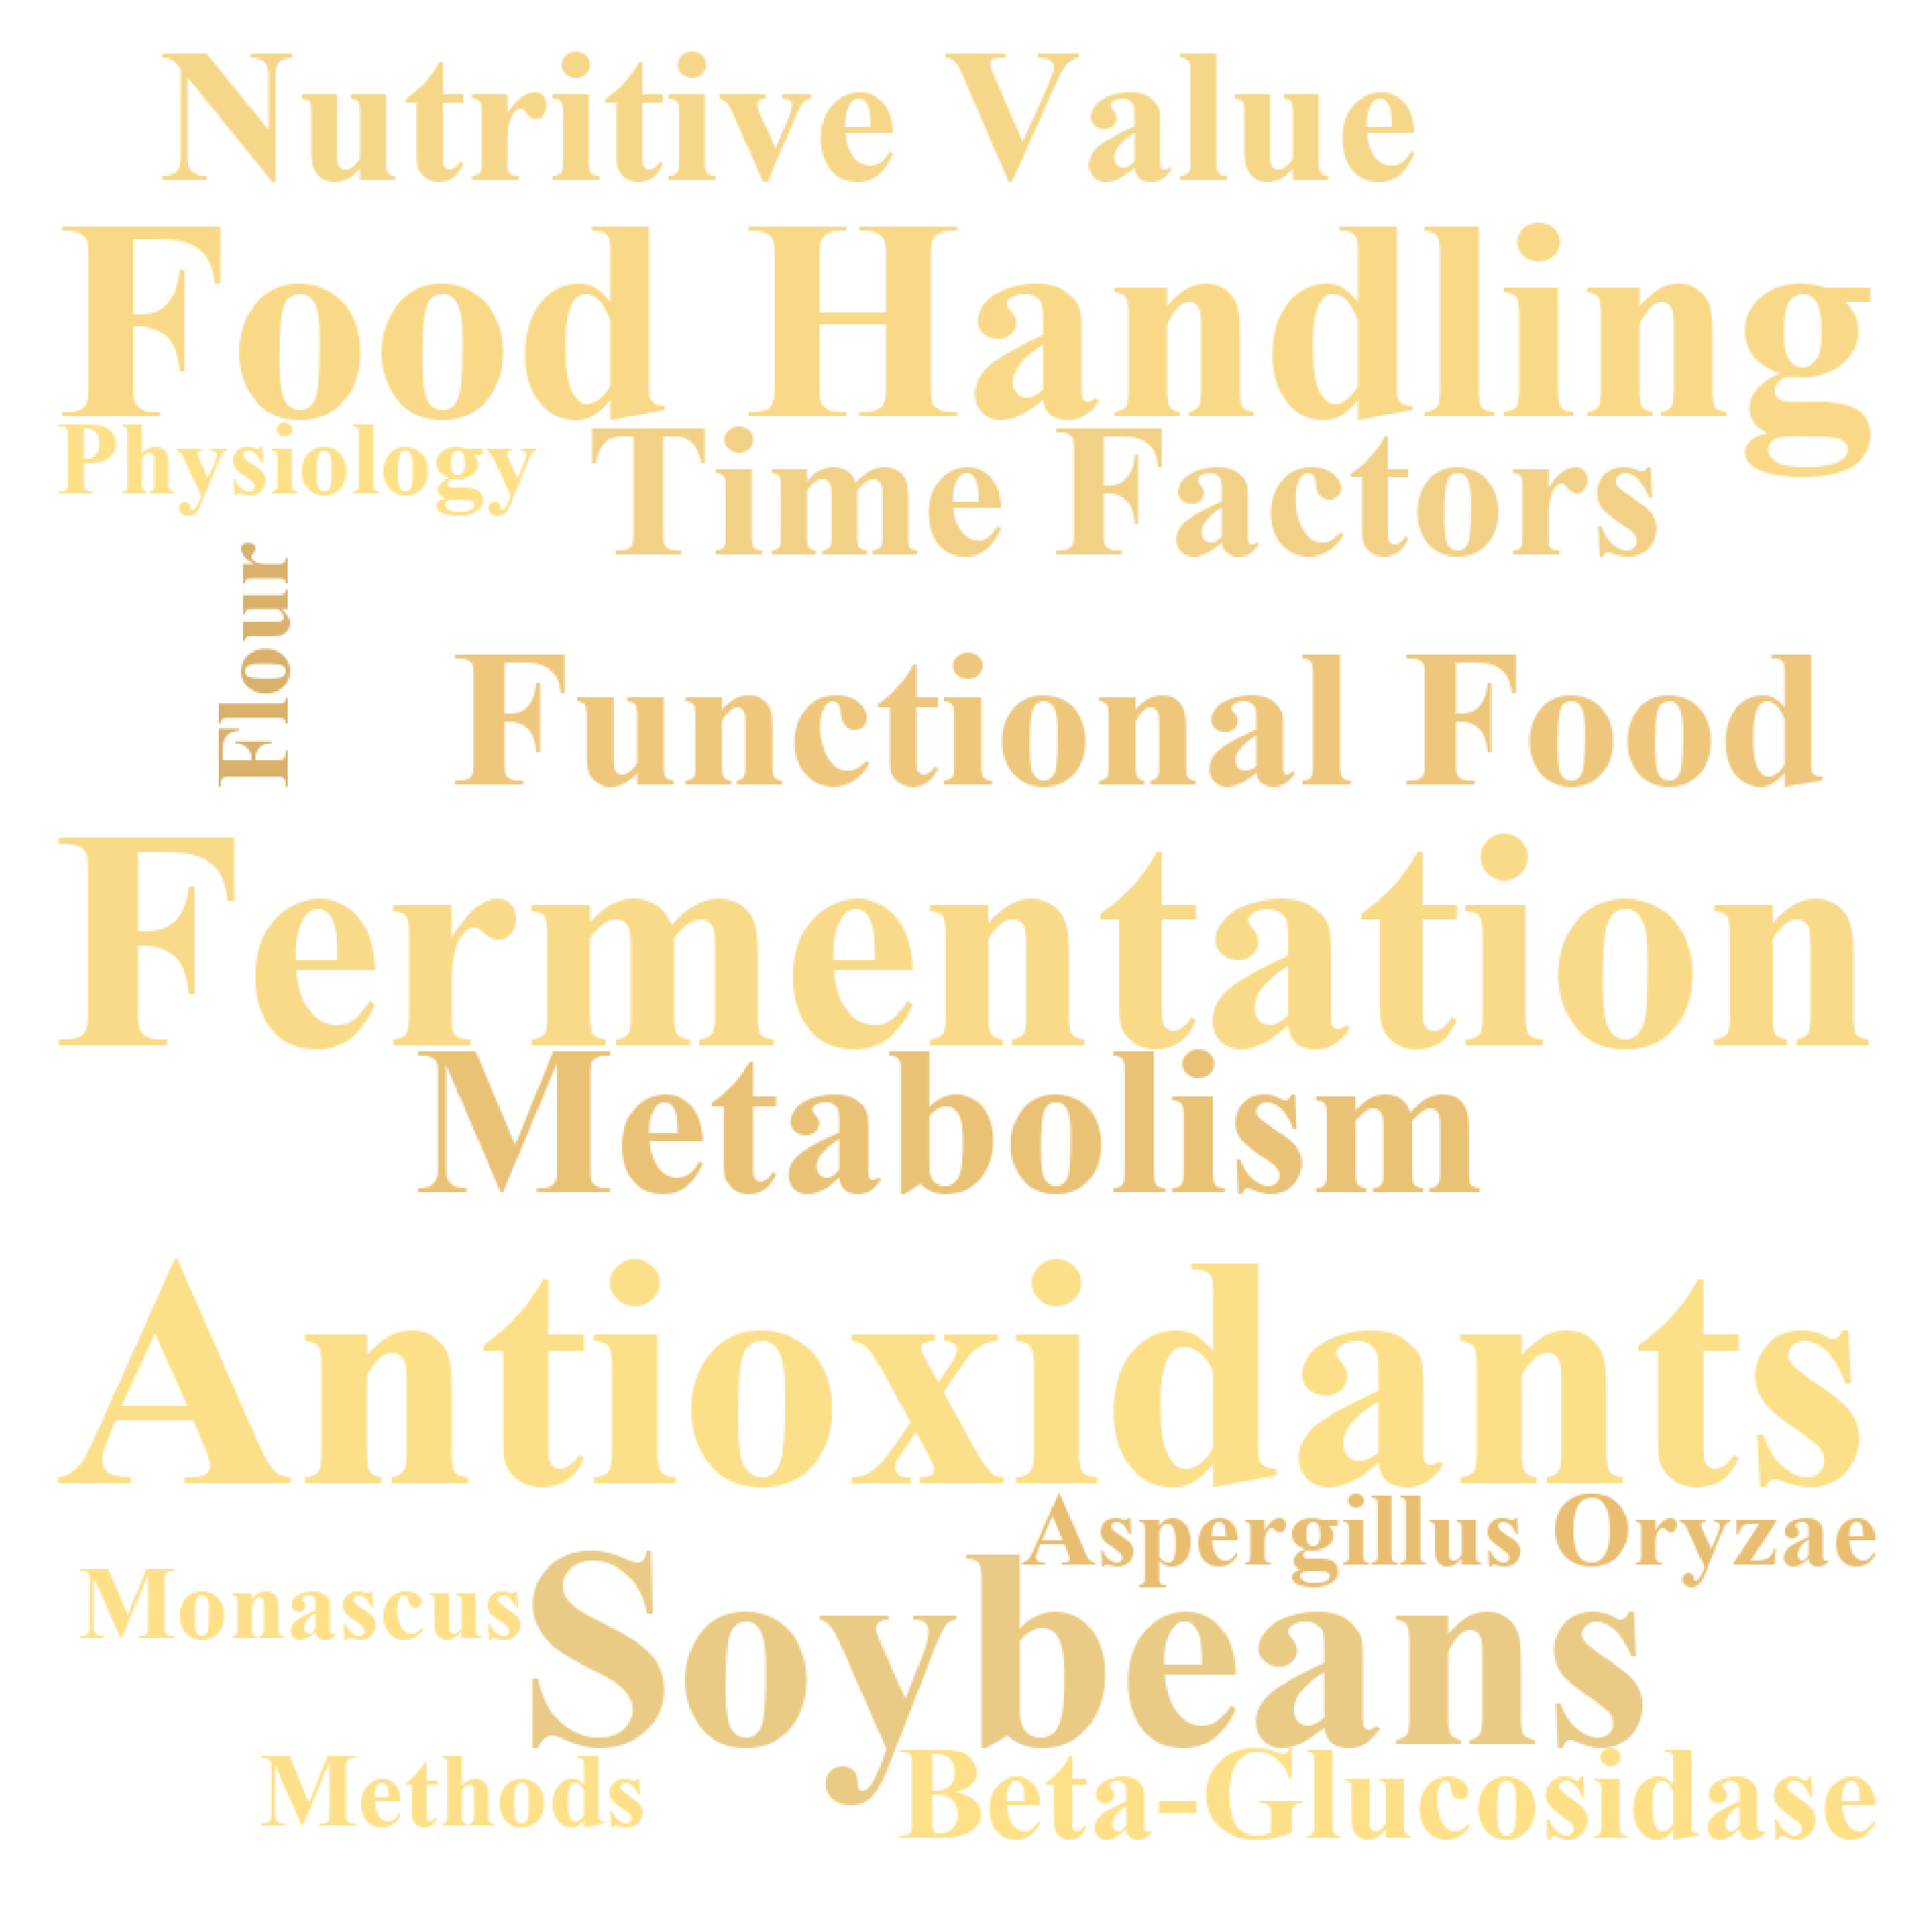 Nutritive Value
Food Handling
Physiology
Time Factors
Flour
Functional Food
Fermentation
Metabolism
Antioxidants
Aspergillus Oryzae
Monascus
Soybeans
Methods
Beta-Glucosidase